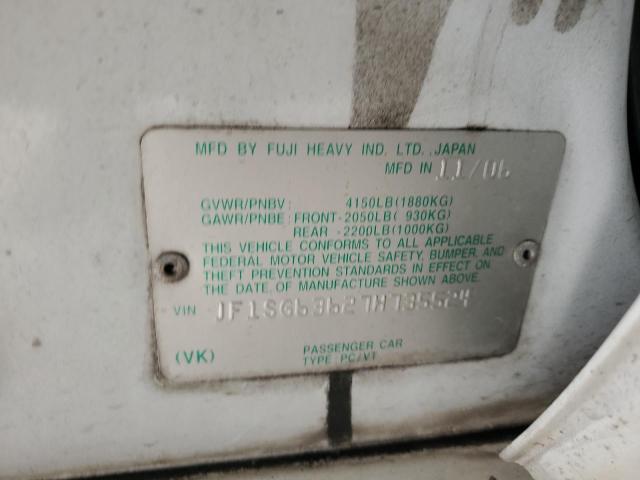 MFD BY FUJI HEAVY IND. LTD. JAPAN
MFD IN 11/06
GVWR/PNBV: 4150LB(1880KG)
GAWR/PNBE: FRONT-2050LB( 930KG)
REAR -2200LB(1000KG)
THIS VEHICLE CONFORMS TO ALL APPLICABLE
FEDERAL MOTOR VEHICLE SAFETY, BUMPER, AND
THEFT PREVENTION STANDARDS IN EFFECT ON
THE DATE OF MANUFACTURE SHOWN ABOVE.
VIN JF1SG63627H735524
PASSENGER CAR
(VK) TYPE: PC/VT